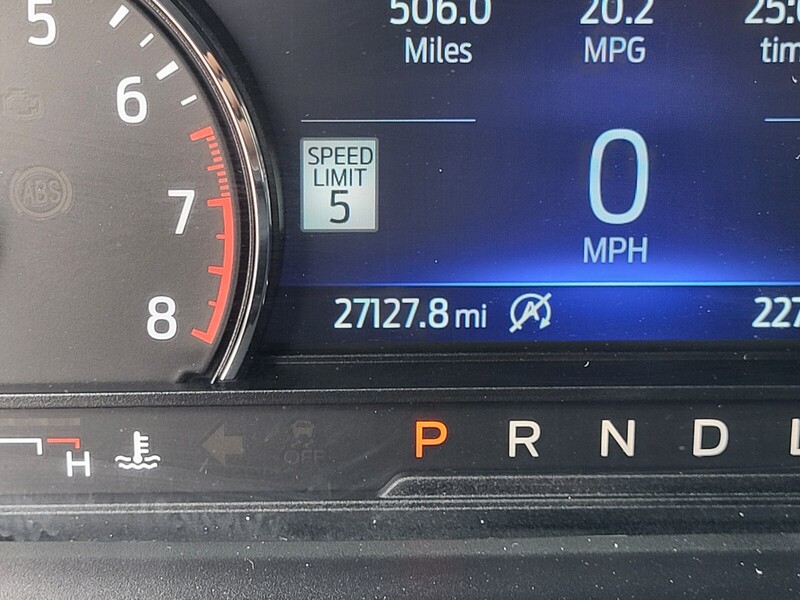 5
506.0
20.2
Miles
MPG
6
SPEED
LIMIT
5
0
MPH
ABS
7
8
27127.8 mi
A
H
OFF
P R N D